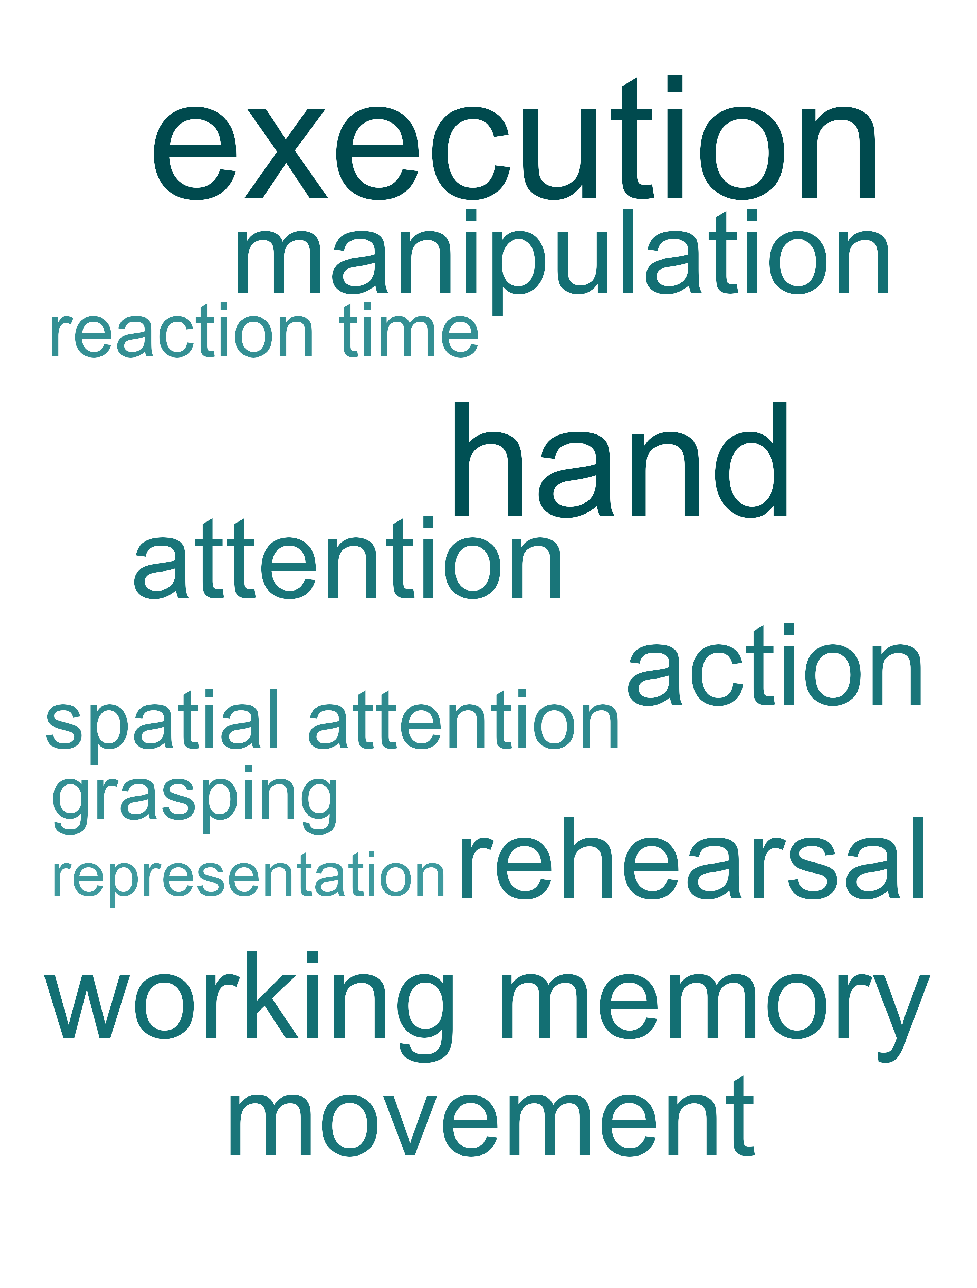 execution
manipulation
reaction time
hand
attention
action
spatial attention
grasping
rehearsal
representation
working memory
movement